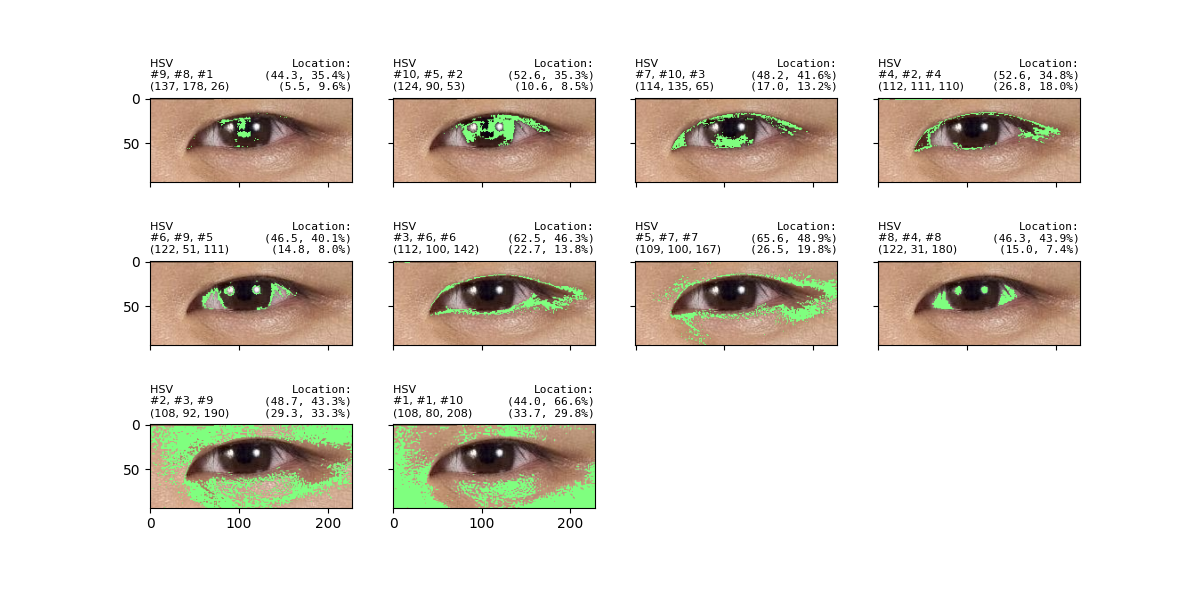 HSV Location:
#9, #8, #1 (44.3, 35.4%)
(137, 178, 26) (5.5, 9.6%)
HSV Location:
#10, #5, #2 (52.6, 35.3%)
(124, 90, 53) (10.6, 8.5%)
HSV Location:
#7, #10, #3 (48.2, 41.6%)
(114, 135, 65) (17.0, 13.2%)
HSV Location:
#4, #2, #4 (52.6, 34.8%)
(112, 111, 110) (26.8, 18.0%)
0
50
HSV Location:
#6, #9, #5 (46.5, 40.1%)
(122, 51, 111) (14.8, 8.0%)
HSV Location:
#3, #6, #6 (62.5, 46.3%)
(112, 100, 142) (22.7, 13.8%)
HSV Location:
#5, #7, #7 (65.6, 48.9%)
(109, 100, 167) (26.5, 19.8%)
HSV Location:
#8, #4, #8 (46.3, 43.9%)
(122, 31, 180) (15.0, 7.4%)
0
50
HSV Location:
#2, #3, #9 (48.7, 43.3%)
(108, 92, 190) (29.3, 33.3%)
HSV Location:
#1, #1, #10 (44.0, 66.6%)
(108, 80, 208) (33.7, 29.8%)
0
50
0 100 200
0 100 200